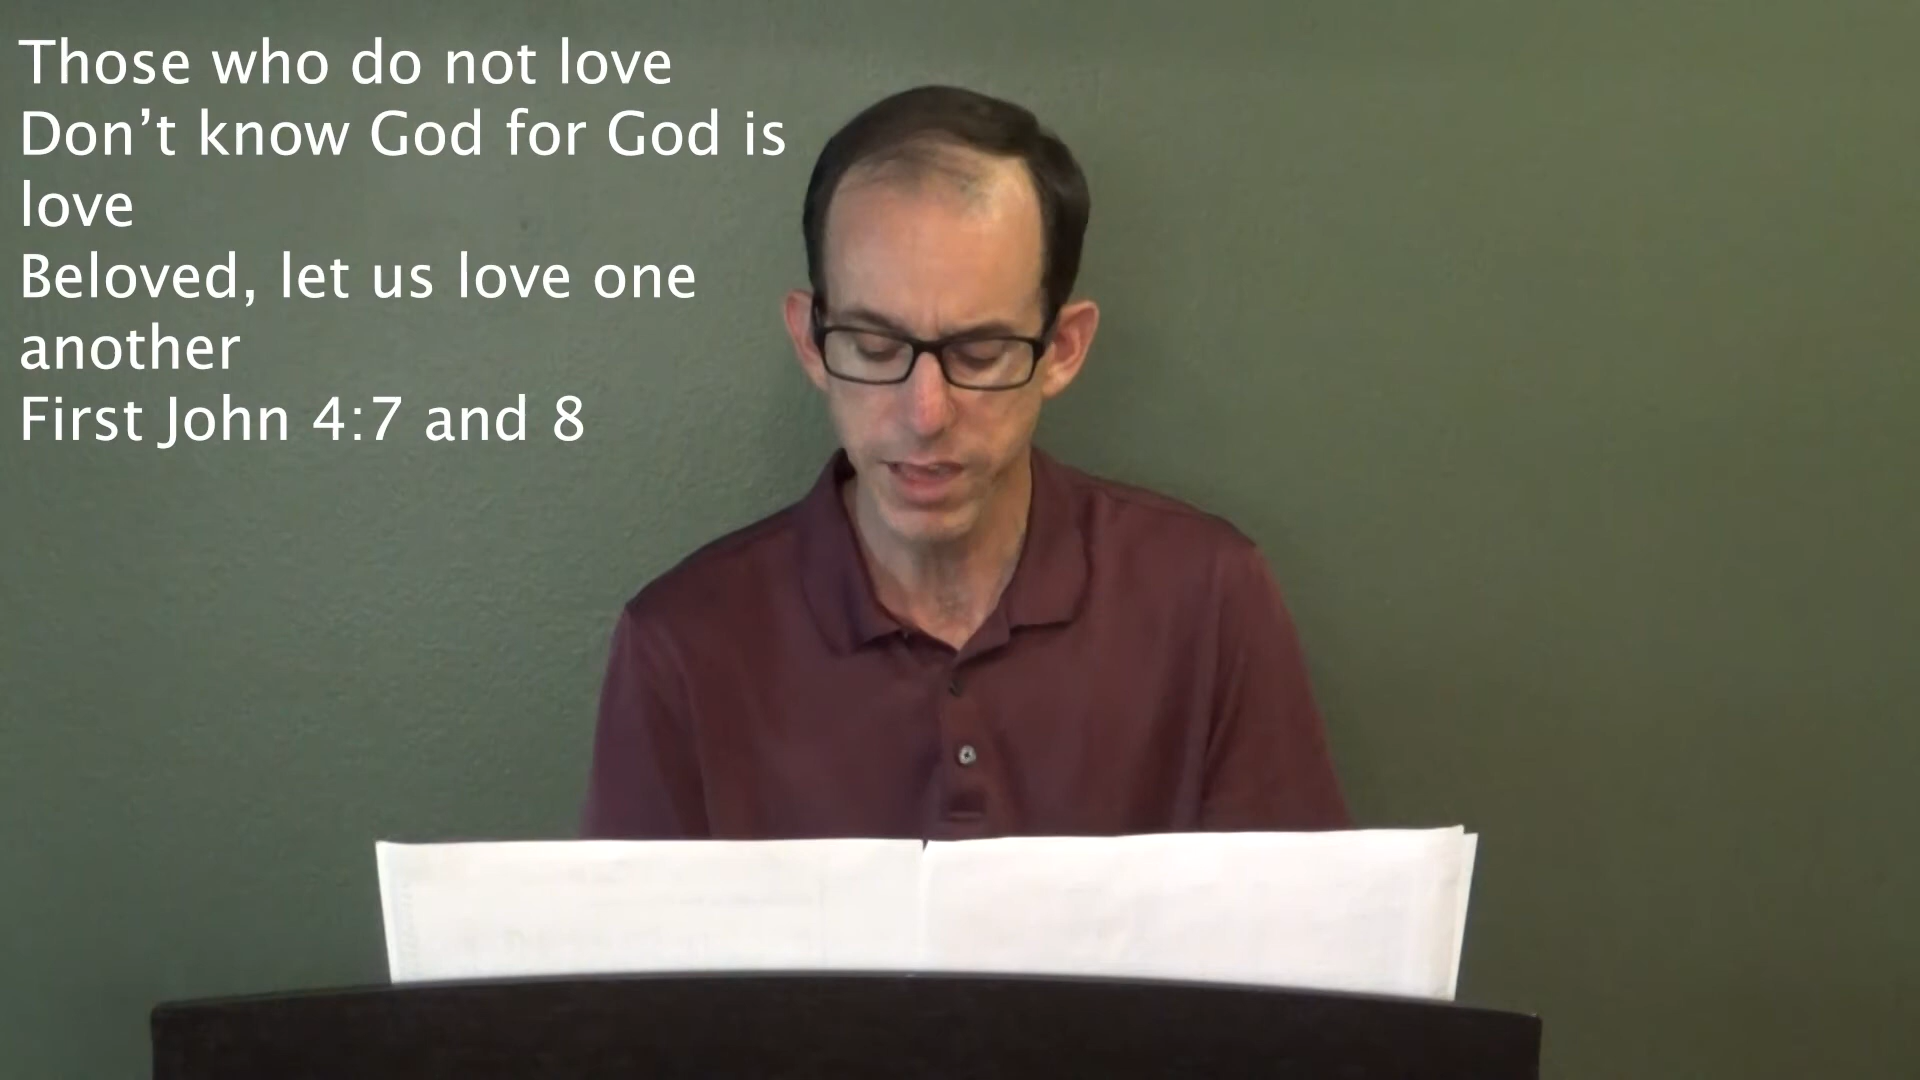 Those who do not love
Don’t know God for God is
love
Beloved, let us love one
another
First John 4:7 and 8